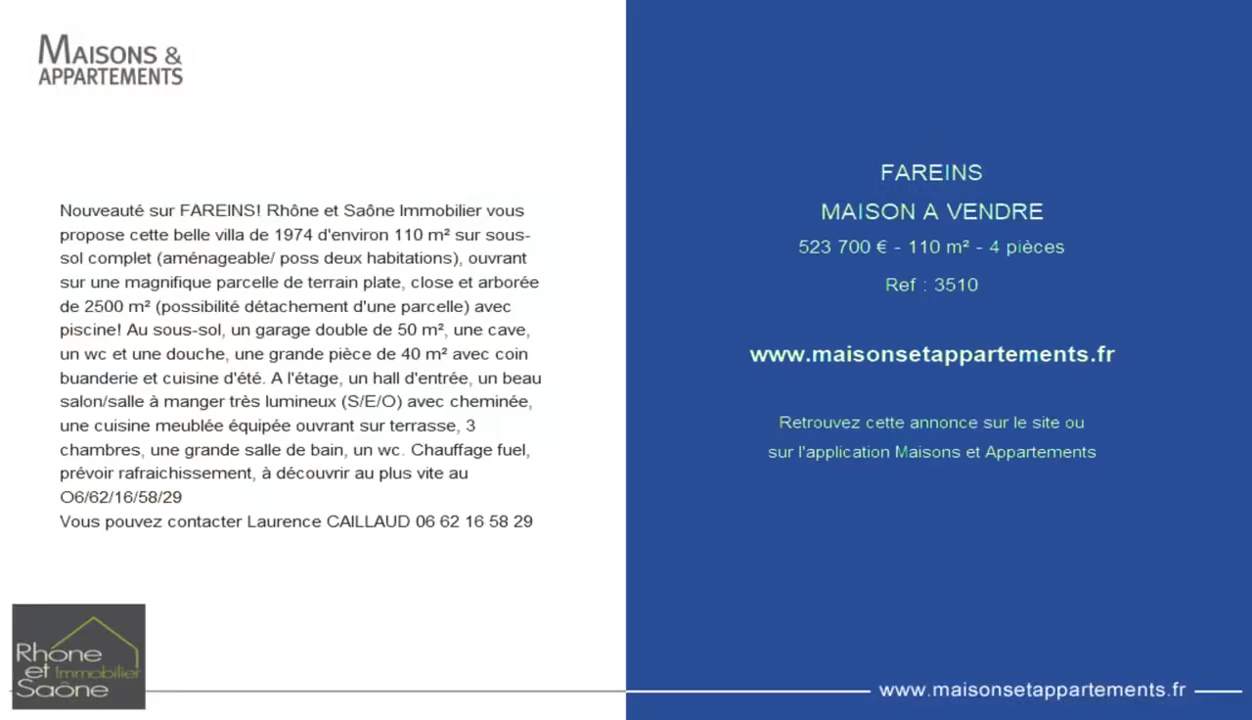 MAISONS &
APPARTEMENTS
Nouveauté sur FAREINS! Rhône et Saône Immobilier vous
propose cette belle villa de 1974 d'environ 110 m² sur sous-
sol complet (aménageable/ poss deux habitations), ouvrant
sur une magnifique parcelle de terrain plate, close et arborée
de 2500 m² (possibilité détachement d'une parcelle) avec
piscine! Au sous-sol, un garage double de 50 m², une cave,
un wc et une douche, une grande pièce de 40 m² avec coin
buanderie et cuisine d'été. A l'étage, un hall d'entrée, un beau
salon/salle à manger très lumineux (S/E/O) avec cheminée,
une cuisine meublée équipée ouvrant sur terrasse, 3
chambres, une grande salle de bain, un wc. Chauffage fuel,
prévoir rafraichissement, à découvrir au plus vite au
O6/62/16/58/29
Vous pouvez contacter Laurence CAILLAUD 06 62 16 58 29
Rhône
et Immobilier
Saône
FAREINS
MAISON A VENDRE
523 700 € - 110 m² - 4 pièces
Ref : 3510
www.maisonsetappartements.fr
Retrouvez cette annonce sur le site ou
sur l'application Maisons et Appartements
www.maisonsetappartements.fr